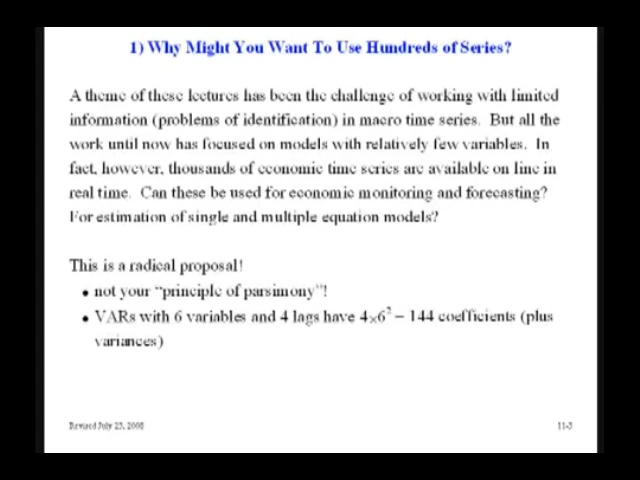 1) Why Might You Want To Use Hundreds of Series?
A theme of these lectures has been the challenge of working with limited
information (problems of identification) in macro time series. But all the
work until now has focused on models with relatively few variables. In
fact, however, thousands of economic time series are available on line in
real time. Can these be used for economic monitoring and forecasting?
For estimation of single and multiple equation models?
This is a radical proposal!
• not your “principle of parsimony”!
• VARs with 6 variables and 4 lags have 4×6² = 144 coefficients (plus
variances)
Revised July 23, 2008
11-3